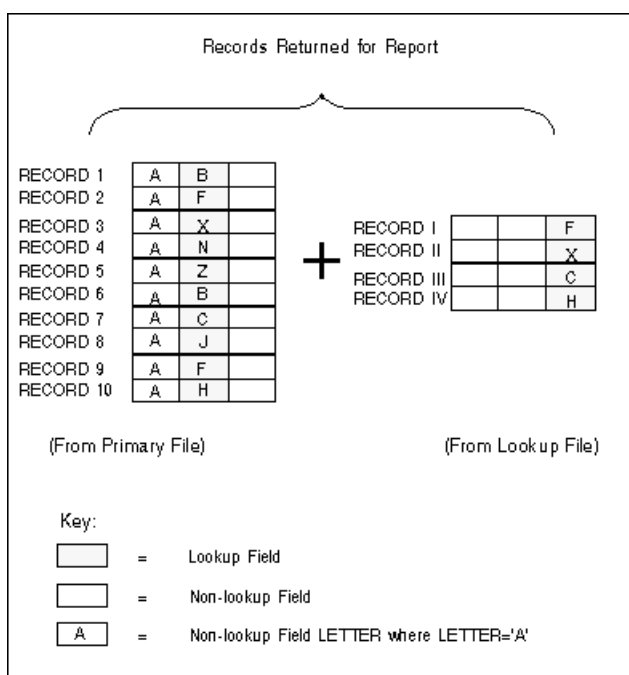 Records Returned for Report
RECORD 1 A B
RECORD 2 A F
RECORD 3 A X
RECORD 4 A N
RECORD 5 A Z
RECORD 6 A B
RECORD 7 A C
RECORD 8 A J
RECORD 9 A F
RECORD 10 A H
+
RECORD I F
RECORD II X
RECORD III C
RECORD IV H
(From Primary File)
(From Lookup File)
Key:
= Lookup Field
= Non-lookup Field
A = Non-lookup Field LETTER where LETTER='A'